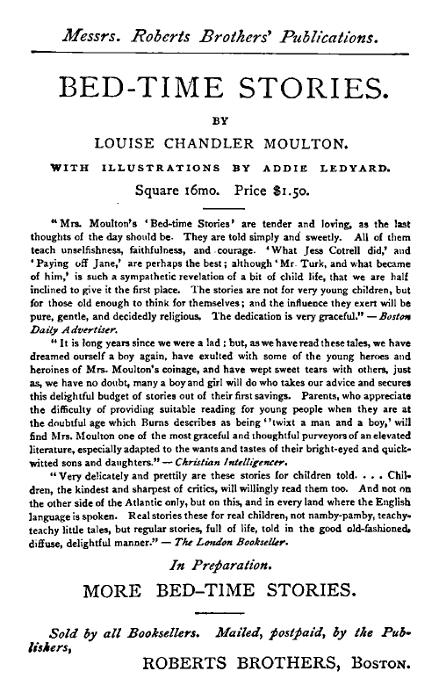 Messrs. Roberts Brothers' Publications.
BED-TIME STORIES.
BY
LOUISE CHANDLER MOULTON.
WITH ILLUSTRATIONS BY ADDIE LEDYARD.
Square 16mo. Price $1.50.
"Mrs. Moulton's 'Bed-time Stories' are tender and loving, as the last
thoughts of the day should be. They are told simply and sweetly. All of them
teach unselfishness, faithfulness, and courage. 'What Jess Cotrell did,' and
'Paying off Jane,' are perhaps the best; although 'Mr. Turk, and what became
of him,' is such a sympathetic revelation of a bit of child life, that we are half
inclined to give it the first place. The stories are not for very young children, but
for those old enough to think for themselves; and the influence they exert will be
pure, gentle, and decidedly religious. The dedication is very graceful." — Boston
Daily Advertiser.
"It is long years since we were a lad; but, as we have read these tales, we have
dreamed ourself a boy again, have exulted with some of the young heroes and
heroines of Mrs. Moulton's coinage, and have wept sweet tears with others, just
as, we have no doubt, many a boy and girl will do who takes our advice and secures
this delightful budget of stories out of their first savings. Parents, who appreciate
the difficulty of providing suitable reading for young people when they are at
the doubtful age which Burns describes as being ''twixt a man and a boy,' will
find Mrs. Moulton one of the most graceful and thoughtful purveyors of an elevated
literature, especially adapted to the wants and tastes of their bright-eyed and quick-
witted sons and daughters." — Christian Intelligencer.
"Very delicately and prettily are these stories for children told. . . . Chil-
dren, the kindest and sharpest of critics, will willingly read them too. And not on
the other side of the Atlantic only, but on this, and in every land where the English
language is spoken. Real stories these for real children, not namby-pamby, teachy-
teachy little tales, but regular stories, full of life, told in the good old-fashioned,
diffuse, delightful manner." — The London Bookseller.
In Preparation.
MORE BED-TIME STORIES.
Sold by all Booksellers. Mailed, postpaid, by the Pub-
lishers,
ROBERTS BROTHERS, BOSTON.